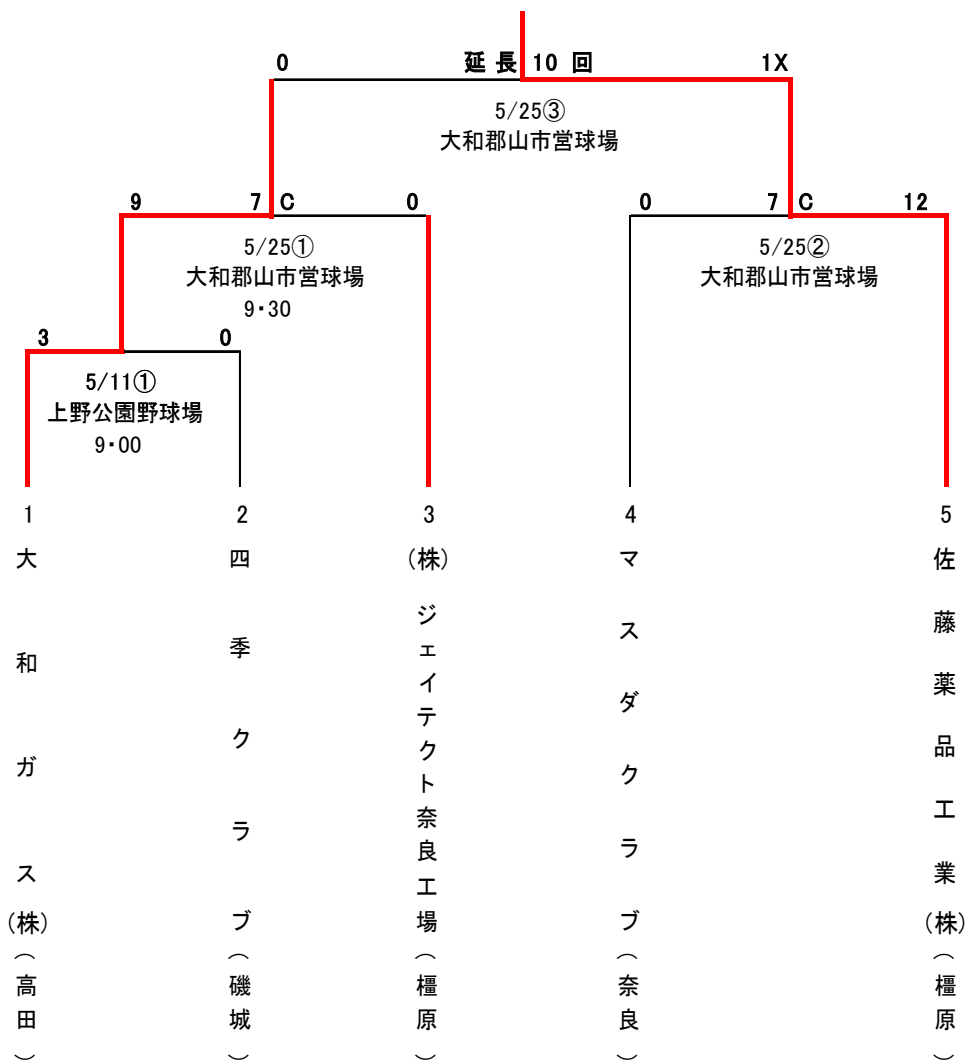 0 延長 10 回 1X
5/25③
大和郡山市営球場
9 7 C 0
0 7 C 12
5/25①
大和郡山市営球場
9・30
5/25②
大和郡山市営球場
3 0
5/11①
上野公園野球場
9・00
1
2
3
4
5
大和ガス(株)(高田)
四季クラブ(磯城)
(株)ジェイテクト奈良工場(橿原)
マスダクラブ(奈良)
佐藤薬品工業(株)(橿原)